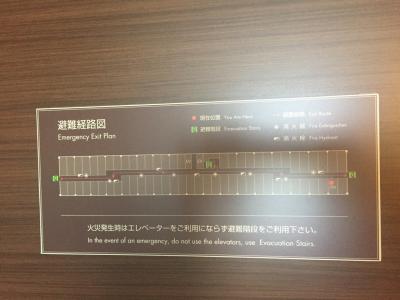 避難経路図
Emergency Exit Plan
現在位置 You Are Here
避難階段 Evacuation Stairs
避難経路 Exit Route
消火器 Fire Extinguisher
消火栓 Fire Hydrant
火災発生時はエレベーターをご利用にならず避難階段をご利用下さい。
In the event of an emergency, do not use the elevators, use Evacuation Stairs.